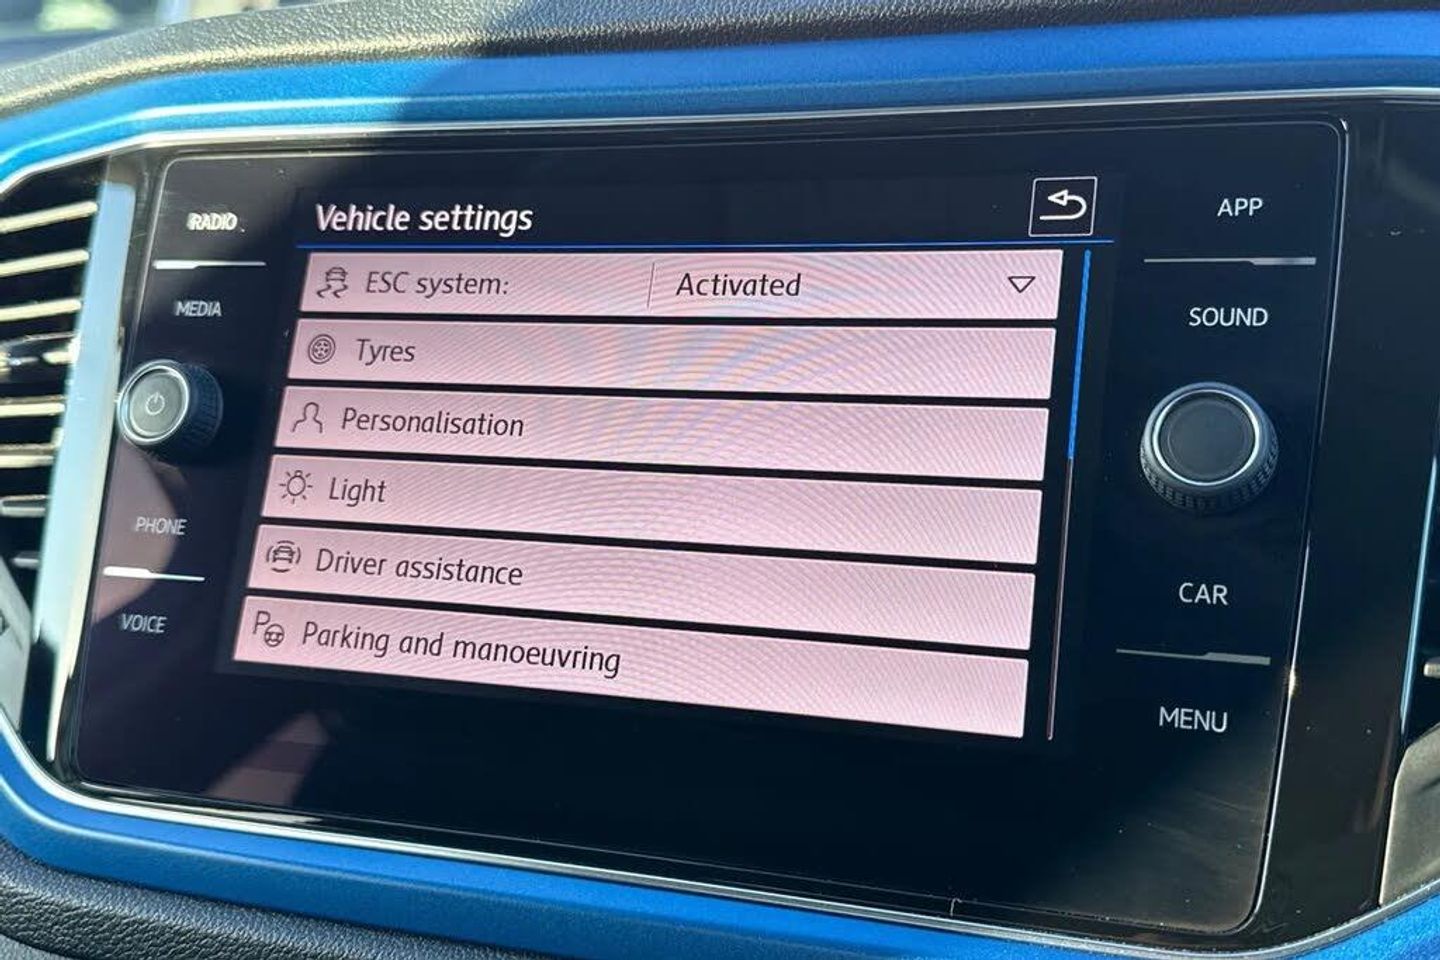 RADIO
MEDIA
PHONE
VOICE
Vehicle settings
ESC system: Activated
Tyres
Personalisation
Light
Driver assistance
P Parking and manoeuvring
APP
SOUND
CAR
MENU